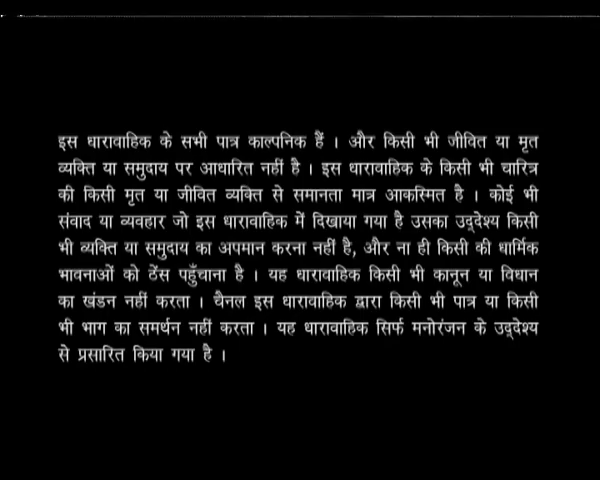 इस धारावाहिक के सभी पात्र काल्पनिक हैं । और किसी भी जीवित या मृत
व्यक्ति या समुदाय पर आधारित नहीं है । इस धारावाहिक के किसी भी चारित्र
की किसी मृत या जीवित व्यक्ति से समानता मात्र आकस्मित है । कोई भी
संवाद या व्यवहार जो इस धारावाहिक में दिखाया गया है उसका उद्देश्य किसी
भी व्यक्ति या समुदाय का अपमान करना नहीं है, और ना ही किसी की धार्मिक
भावनाओं को ठेंस पहुँचाना है । यह धारावाहिक किसी भी कानून या विधान
का खंडन नहीं करता । चैनल इस धारावाहिक द्वारा किसी भी पात्र या किसी
भी भाग का समर्थन नहीं करता । यह धारावाहिक सिर्फ मनोरंजन के उद्देश्य
से प्रसारित किया गया है ।